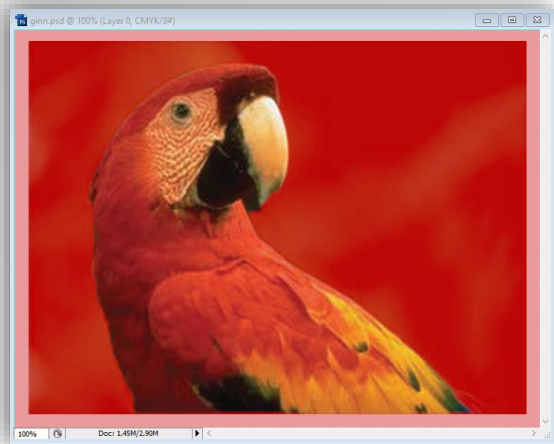 ginn.psd @ 100% (Layer 0, CMYK/8#)
100% Doc: 1,45M/2,90M